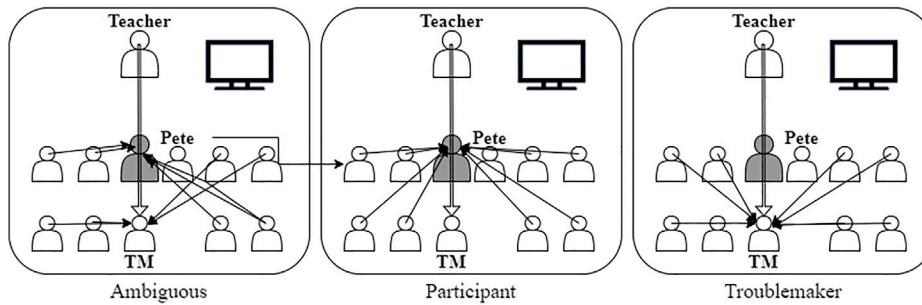 Teacher Teacher Teacher
Pete Pete Pete
TM TM TM
Ambiguous Participant Troublemaker